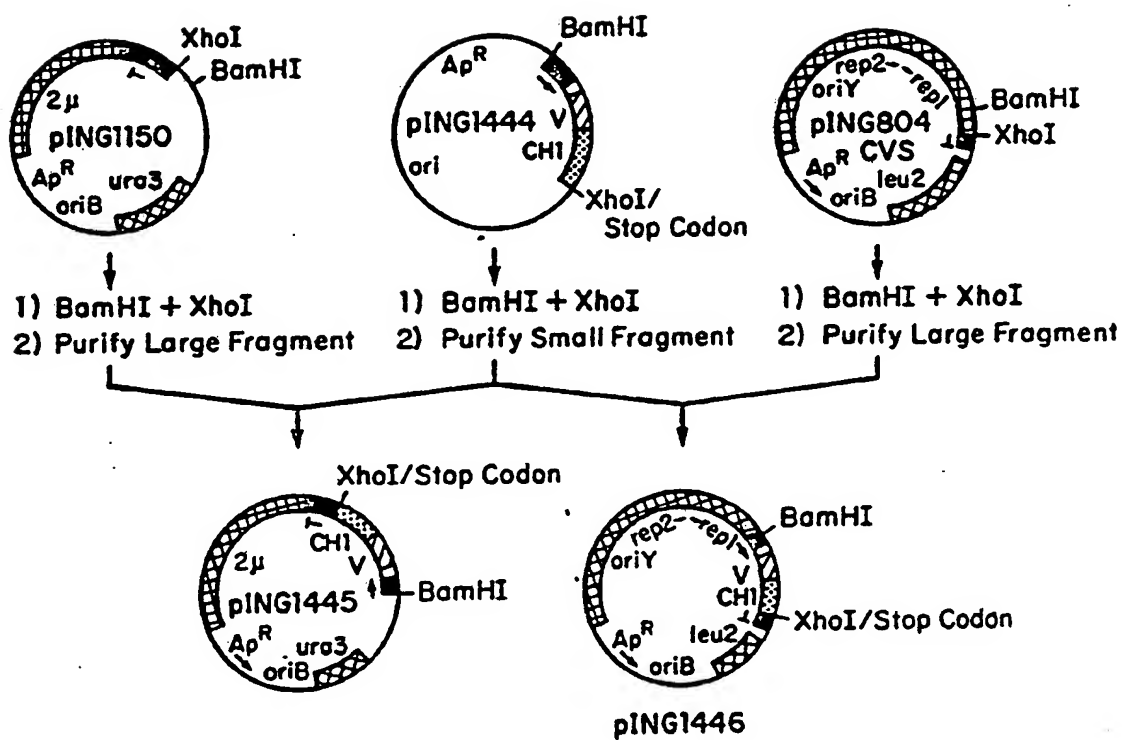 XhoI
BamHI
2μ
pING1150
Ap^R
ura3
oriB
BamHI
Ap^R
pING1444
V
CH1
ori
XhoI/
Stop Codon
rep2
rep1
oriY
BamHI
pING804
XhoI
CVS
Ap^R
leu2
oriB
1) BamHI + XhoI
2) Purify Large Fragment
1) BamHI + XhoI
2) Purify Small Fragment
1) BamHI + XhoI
2) Purify Large Fragment
XhoI/Stop Codon
CH1
2μ
V
pING1445
BamHI
Ap^R
ura3
oriB
BamHI
rep2
rep1
oriY
V
CH1
XhoI/Stop Codon
Ap^R
leu2
oriB
pING1446